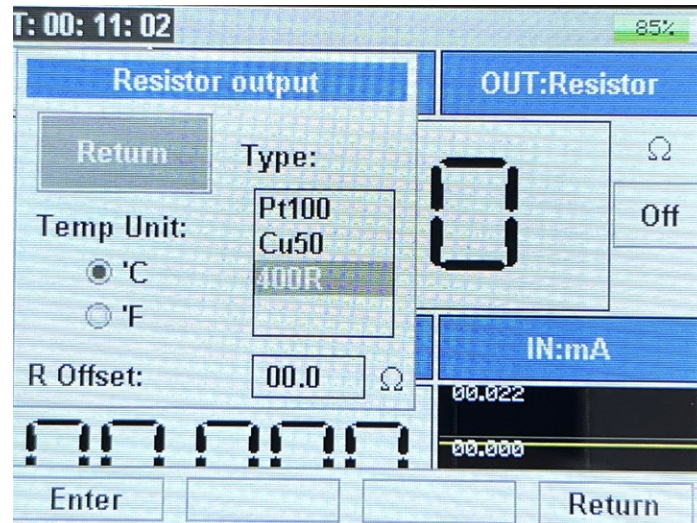 T: 00: 11: 02
85%
Resistor output
OUT:Resistor
Return
Type:
Ω
Pt100
Cu50
400R
0
Off
Temp Unit:
'C
'F
IN:mA
R Offset:
00.0
Ω
00.022
00.000
Enter
Return